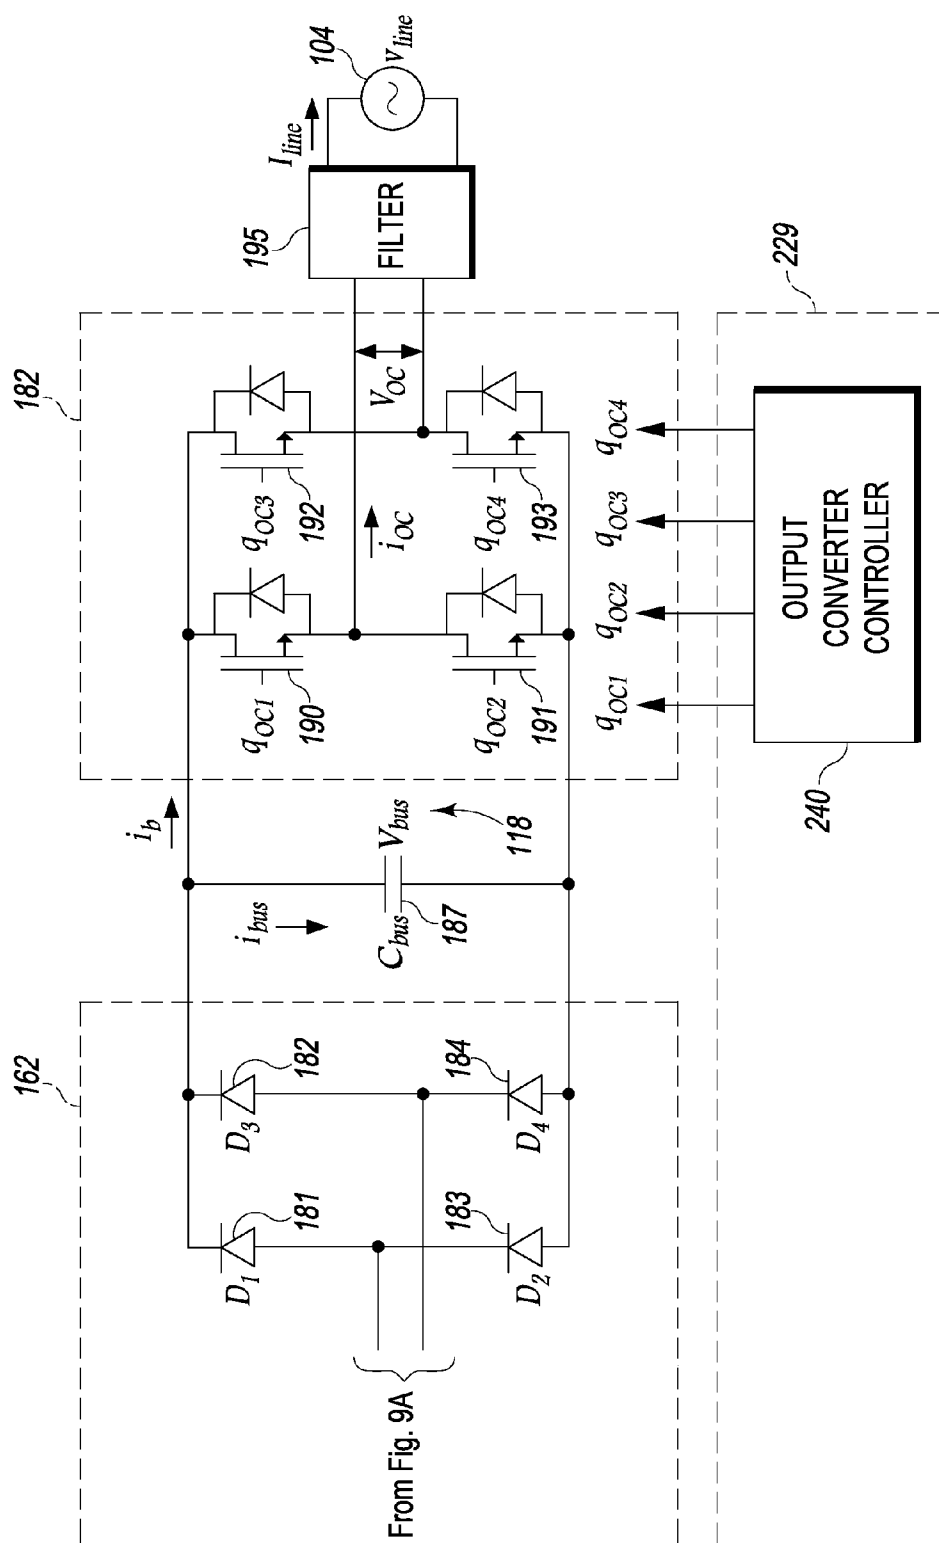 162
182
195
104
V_line
I_line
FILTER
i_b
i_bus
C_bus
V_bus
187
118
D_1
181
D_3
182
D_2
183
D_4
184
From Fig. 9A
q_OC1
190
q_OC3
192
q_OC2
191
q_OC4
193
i_OC
V_OC
q_OC1
q_OC2
q_OC3
q_OC4
229
OUTPUT
CONVERTER
CONTROLLER
240